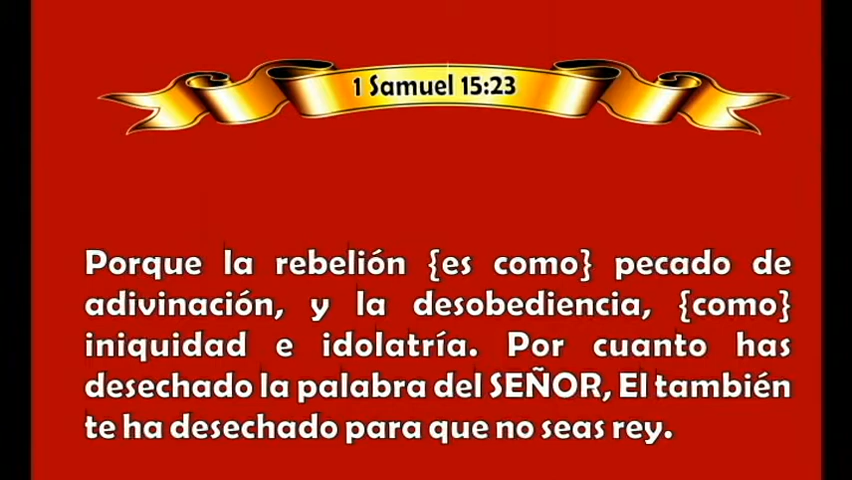 1 Samuel 15:23
Porque la rebelión {es como} pecado de
adivinación, y la desobediencia, {como}
iniquidad e idolatría. Por cuanto has
desechado la palabra del SEÑOR, El también
te ha desechado para que no seas rey.